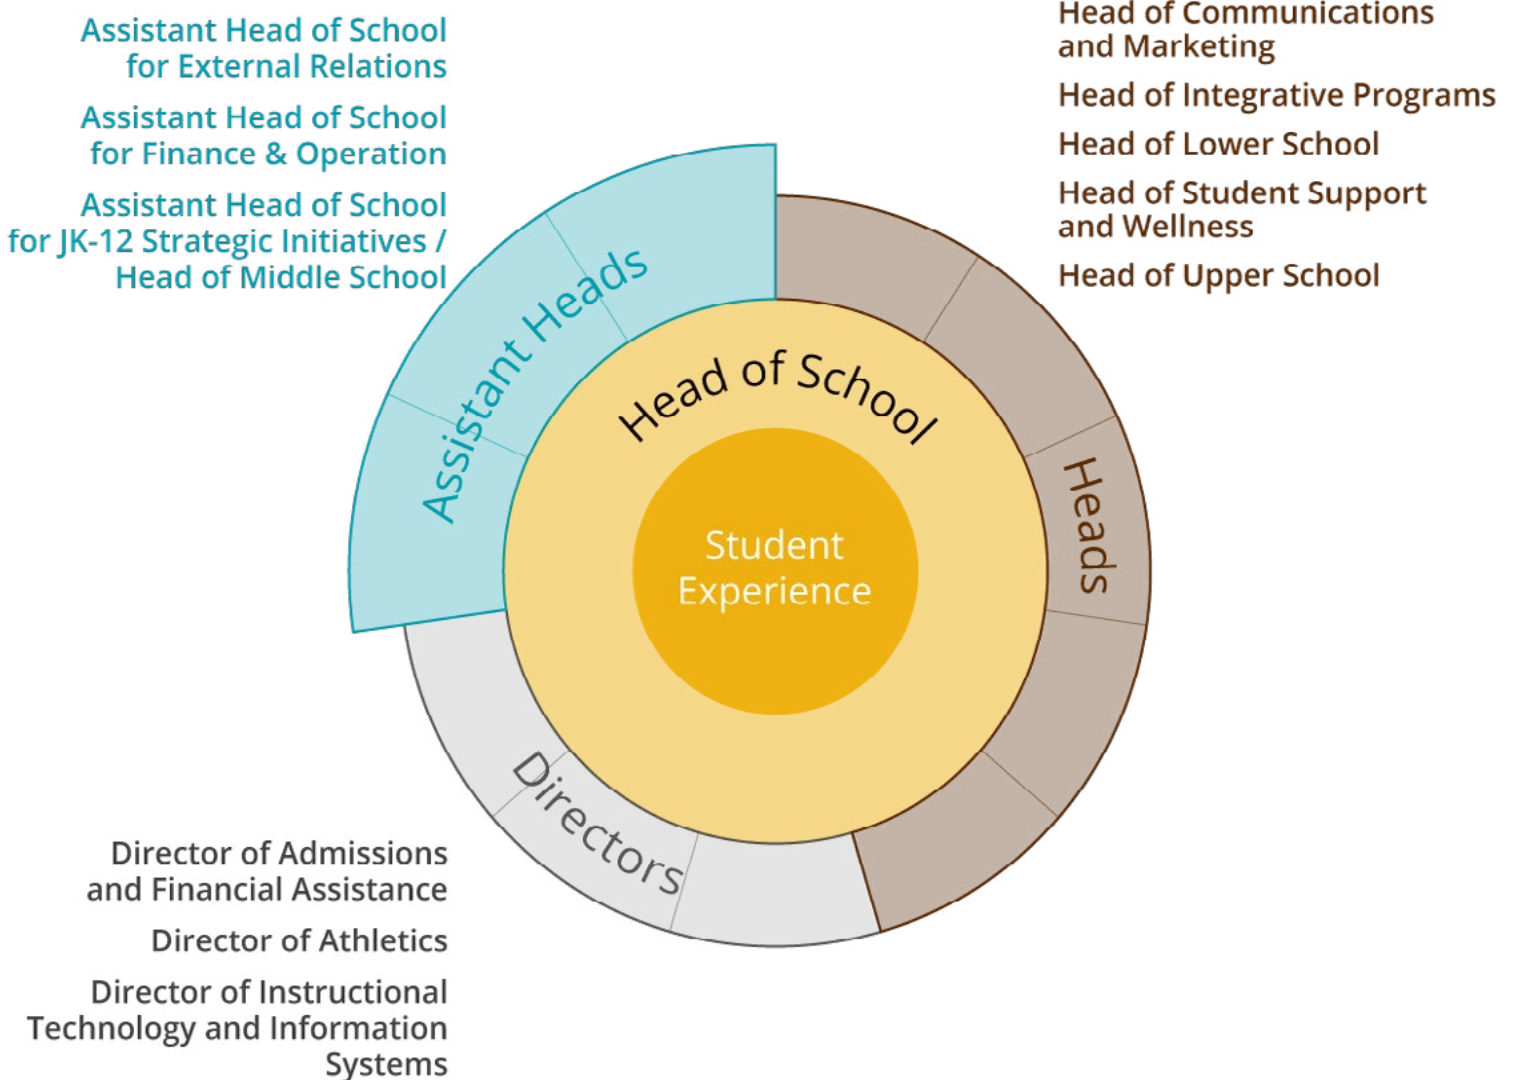 Assistant Head of School
for External Relations
Assistant Head of School
for Finance & Operation
Assistant Head of School
for JK-12 Strategic Initiatives /
Head of Middle School
Head of Communications
and Marketing
Head of Integrative Programs
Head of Lower School
Head of Student Support
and Wellness
Head of Upper School
Assistant Heads
Head of School
Heads
Student
Experience
Directors
Director of Admissions
and Financial Assistance
Director of Athletics
Director of Instructional
Technology and Information
Systems